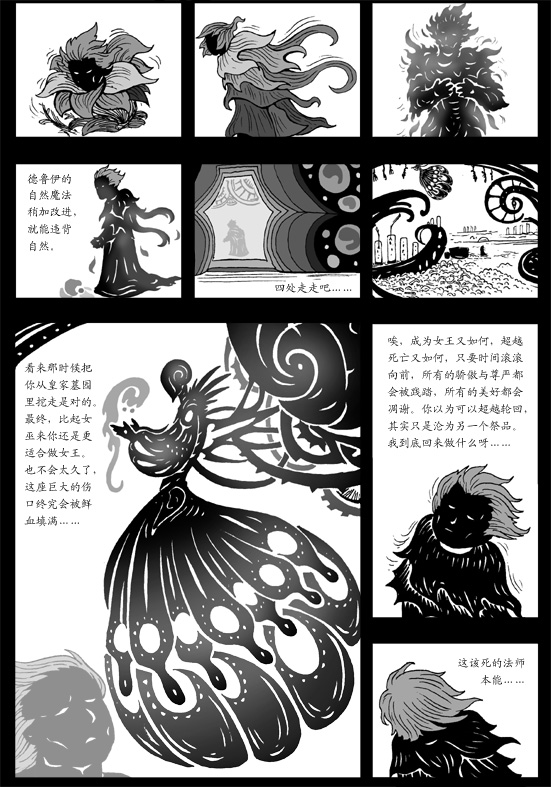 德鲁伊的
自然魔法
稍加改进，
就能违背
自然。
四处走走吧……
看来那时候把
你从皇家墓园
里挖走是对的。
最终，比起女
巫来你还是更
适合做女王。
也不会太久了，
这座巨大的伤
口终究会被鲜
血填满……
唉，成为女王又如何，超越
死亡又如何，只要时间滚滚
向前，所有的骄傲与尊严都
会被践踏，所有的美好都会
凋谢。你以为可以超越轮回，
其实只是沦为另一个祭品。
我到底回来做什么呀……
这该死的法师
本能……